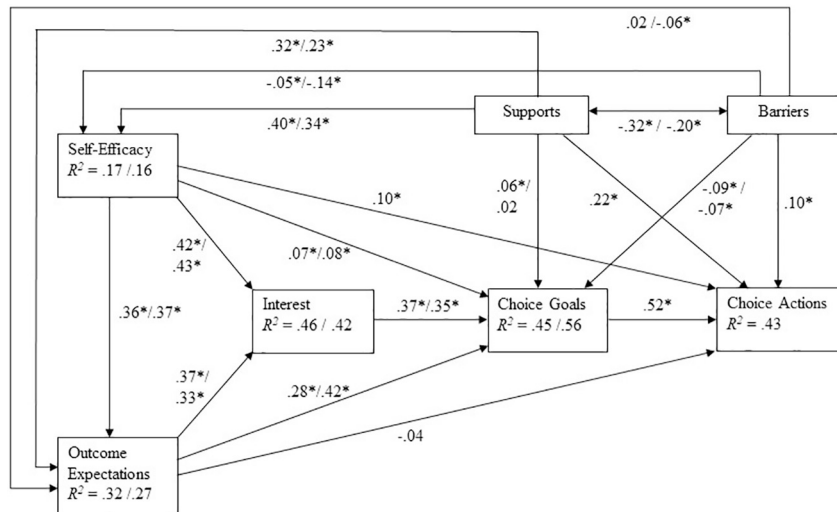 .02 /-.06*
.32*/.23*
-.05*/-.14*
.40*/.34*
Supports
-.32* / -.20*
Barriers
Self-Efficacy
R² = .17 /.16
.10*
.06*/
.02
.22*
-.09* /
-.07*
.10*
.42*/
.43*
.07*/.08*
.36*/.37*
Interest
R² = .46 / .42
.37*/.35*
Choice Goals
R² = .45 /.56
.52*
Choice Actions
R² = .43
.37*/
.33*
.28*/.42*
-.04
Outcome
Expectations
R² = .32 /.27